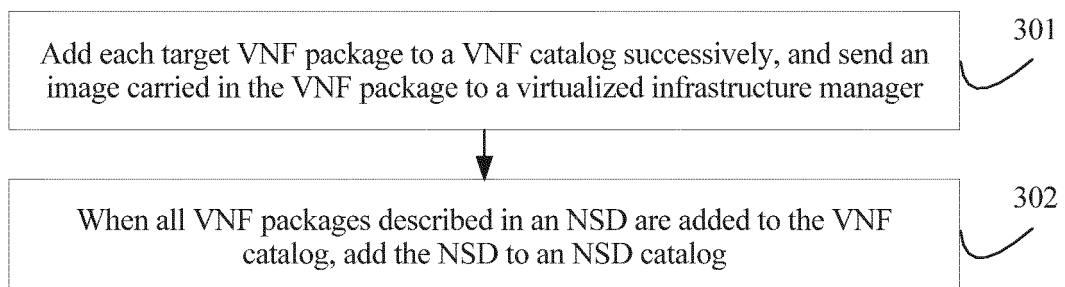 301
Add each target VNF package to a VNF catalog successively, and send an
image carried in the VNF package to a virtualized infrastructure manager
302
When all VNF packages described in an NSD are added to the VNF
catalog, add the NSD to an NSD catalog